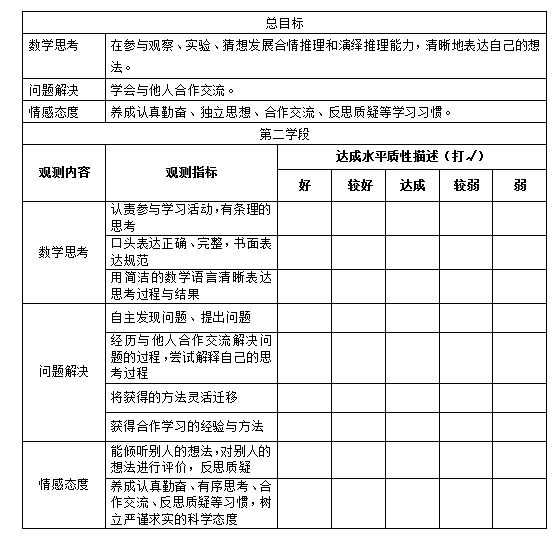 总目标
数学思考
在参与观察、实验、猜想发展合情推理和演绎推理能力，清晰地表达自己的想
法。
问题解决
学会与他人合作交流。
情感态度
养成认真勤奋、独立思想、合作交流、反思质疑等学习习惯。
第二学段
观测内容
观测指标
达成水平质性描述（打√）
好
较好
达成
较弱
弱
数学思考
认责参与学习活动，有条理的
思考
口头表达正确、完整，书面表
达规范
用简洁的数学语言清晰表达
思考过程与结果
问题解决
自主发现问题、提出问题
经历与他人合作交流解决问
题的过程，尝试解释自己的思
考过程
将获得的方法灵活迁移
获得合作学习的经验与方法
情感态度
能倾听别人的想法，对别人的
想法进行评价，反思质疑
养成认真勤奋、有序思考、合
作交流、反思质疑等习惯，树
立严谨求实的科学态度